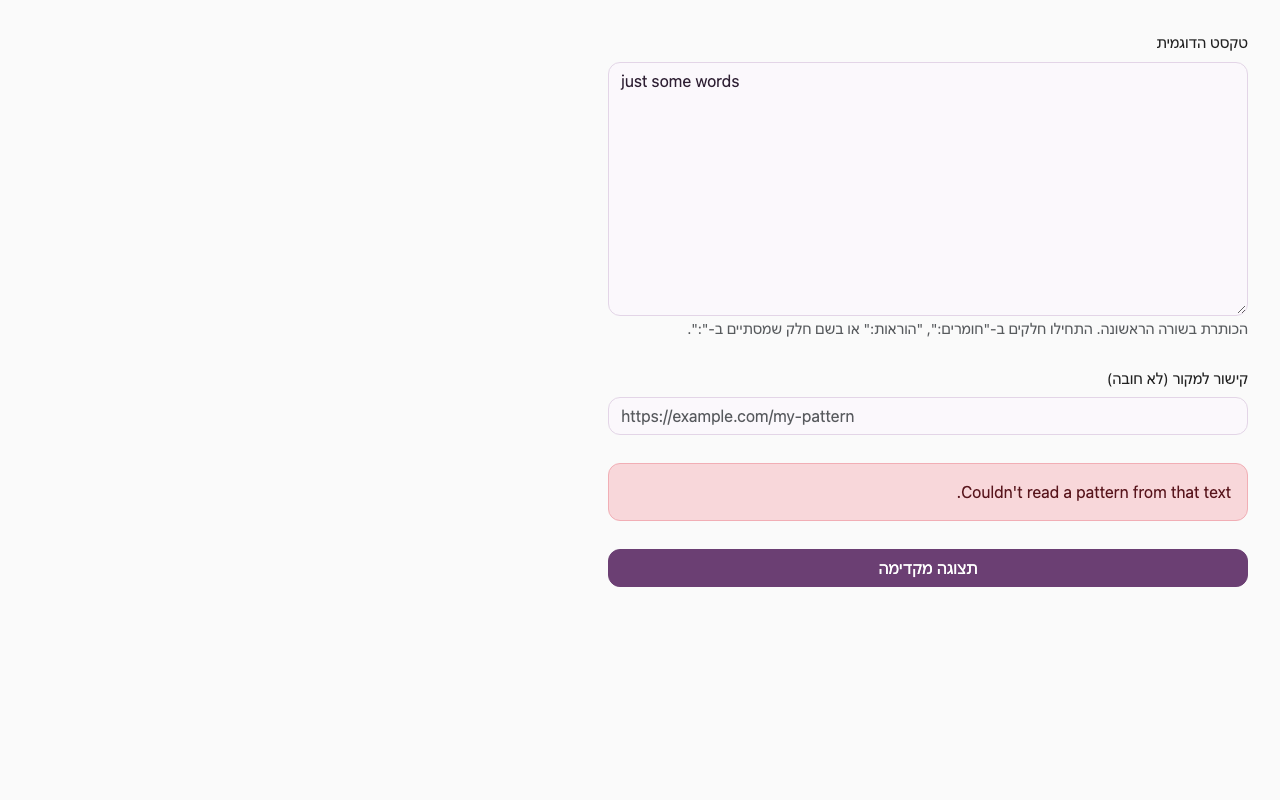 טקסט הדוגמית
just some words
הכותרת בשורה הראשונה. התחילו חלקים ב-"חומרים:", "הוראות:" או בשם חלק שמסתיים ב-":".
קישור למקור (לא חובה)
https://example.com/my-pattern
Couldn't read a pattern from that text.
תצוגה מקדימה